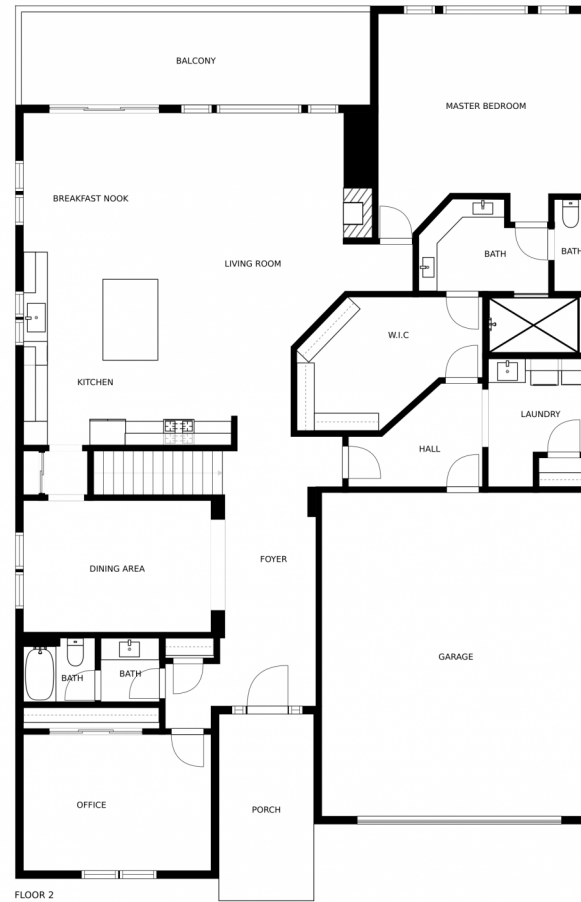 BALCONY
MASTER BEDROOM
BREAKFAST NOOK
LIVING ROOM
BATH
BATH
W.I.C
KITCHEN
LAUNDRY
HALL
FOYER
DINING AREA
GARAGE
BATH
BATH
OFFICE
PORCH
FLOOR 2